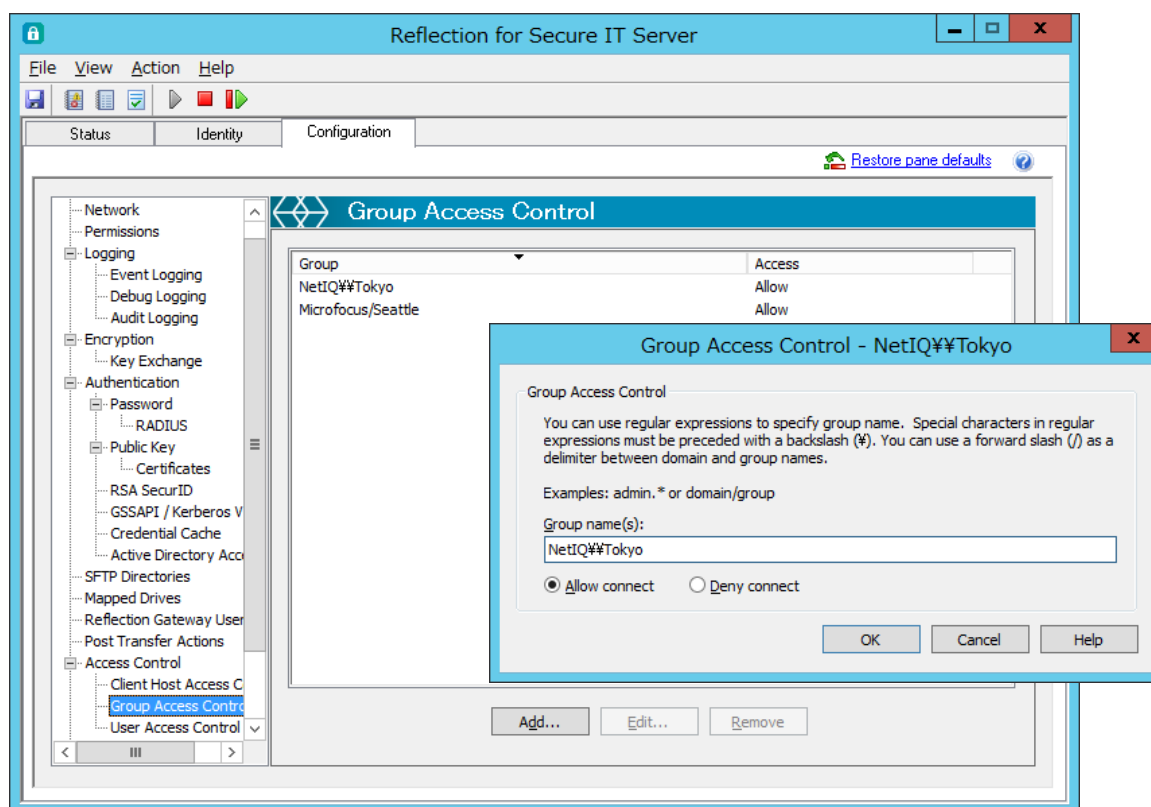 Reflection for Secure IT Server
File View Action Help
Status Identity Configuration
Restore pane defaults
Network
Permissions
Logging
Event Logging
Debug Logging
Audit Logging
Encryption
Key Exchange
Authentication
Password
RADIUS
Public Key
Certificates
RSA SecurID
GSSAPI / Kerberos V
Credential Cache
Active Directory Acc
SFTP Directories
Mapped Drives
Reflection Gateway User
Post Transfer Actions
Access Control
Client Host Access C
Group Access Contro
User Access Control
Group Access Control
Group Access
NetIQ¥¥Tokyo Allow
Microfocus/Seattle Allow
Add... Edit... Remove
Group Access Control - NetIQ¥¥Tokyo
Group Access Control
You can use regular expressions to specify group name. Special characters in regular
expressions must be preceded with a backslash (¥). You can use a forward slash (/) as a
delimiter between domain and group names.
Examples: admin.* or domain/group
Group name(s):
NetIQ¥¥Tokyo
Allow connect Deny connect
OK Cancel Help